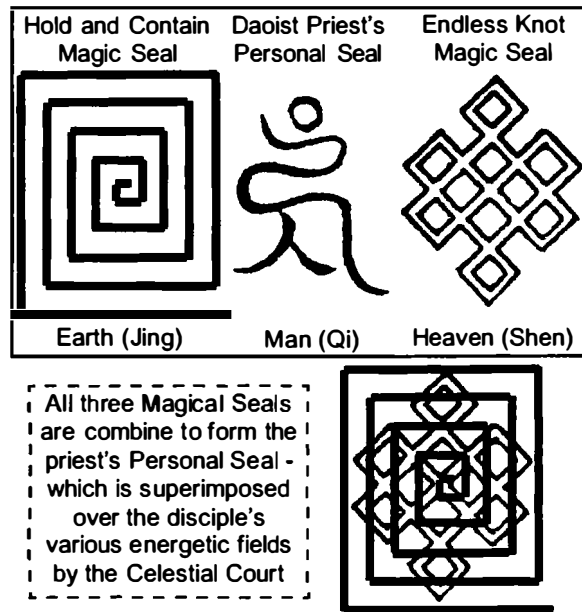 Hold and Contain
Magic Seal
Daoist Priest's
Personal Seal
Endless Knot
Magic Seal
Earth (Jing)
Man (Qi)
Heaven (Shen)
All three Magical Seals
are combine to form the
priest's Personal Seal -
which is superimposed
over the disciple's
various energetic fields
by the Celestial Court